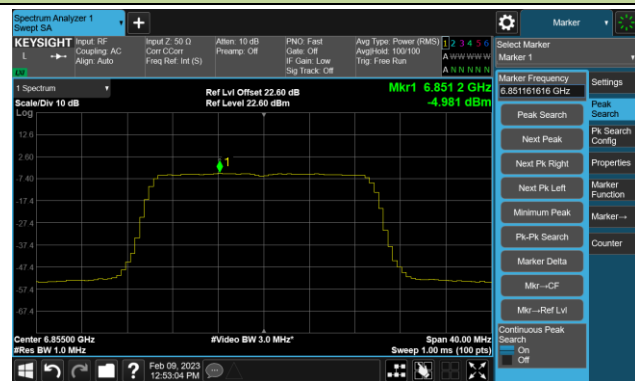 Spectrum Analyzer 1
Swept SA
Marker
KEYSIGHT
L
Input: RF
Coupling: AC
Align: Auto
Input Z: 50 Ω
Corr CCorr
Freq Ref: Int (S)
Atten: 10 dB
Preamp: Off
PNO: Fast
Gate: Off
IF Gain: Low
Sig Track: Off
Avg Type: Power (RMS)
Avg|Hold: 100/100
Trig: Free Run
1 2 3 4 5 6
A W W W W W
A N N N N N
LV
Select Marker
Marker 1
1 Spectrum
Scale/Div 10 dB
Log
Ref Lvl Offset 22.60 dB
Ref Level 22.60 dBm
Mkr1 6.851 2 GHz
-4.981 dBm
12.6
2.60
-7.40
-17.4
-27.4
-37.4
-47.4
-57.4
-67.4
1
Center 6.85500 GHz
#Res BW 1.0 MHz
#Video BW 3.0 MHz*
Span 40.00 MHz
Sweep 1.00 ms (100 pts)
Marker Frequency
6.851161616 GHz
Peak Search
Next Peak
Next Pk Right
Next Pk Left
Minimum Peak
Pk-Pk Search
Marker Delta
Mkr→CF
Mkr→Ref Lvl
Continuous Peak
Search
On
Off
Settings
Peak
Search
Pk Search
Config
Properties
Marker
Function
Marker→
Counter
?
Feb 09, 2023
12:53:04 PM